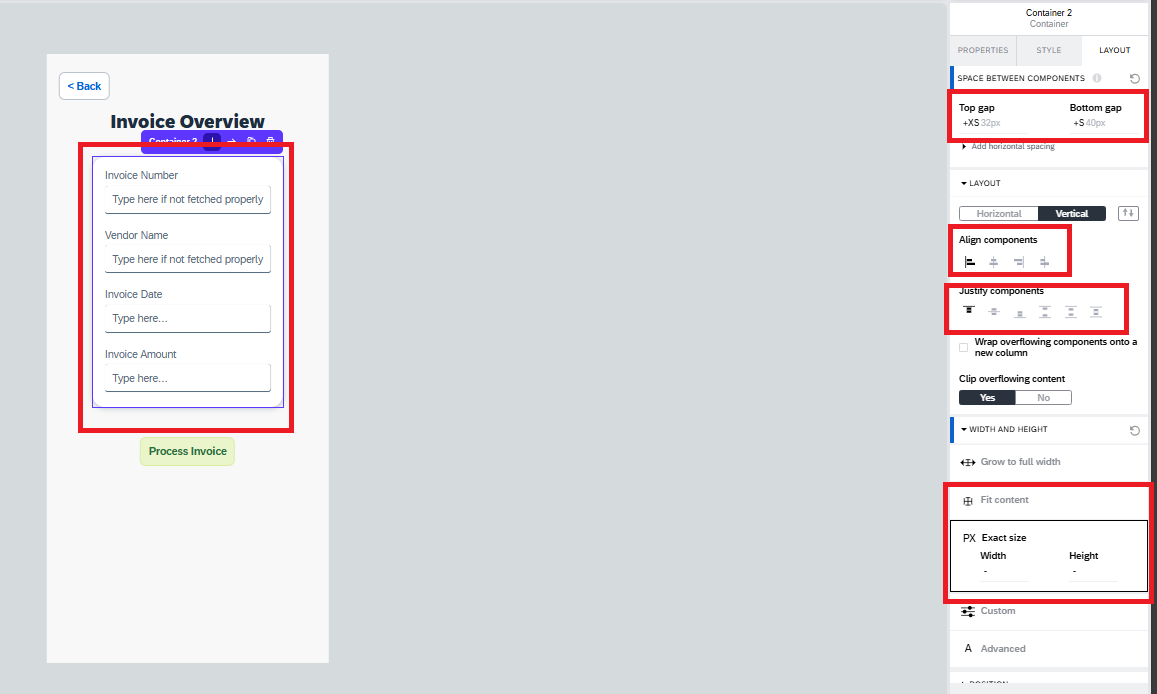 < Back
Invoice Overview
Container 2
Invoice Number
Type here if not fetched properly
Vendor Name
Type here if not fetched properly
Invoice Date
Type here...
Invoice Amount
Type here...
Process Invoice
Container 2
Container
PROPERTIES STYLE LAYOUT
SPACE BETWEEN COMPONENTS
Top gap Bottom gap
+XS 32px +S 40px
Add horizontal spacing
LAYOUT
Horizontal Vertical
Align components
Justify components
Wrap overflowing components onto a
new column
Clip overflowing content
Yes No
WIDTH AND HEIGHT
Grow to full width
Fit content
PX Exact size
Width Height
- -
Custom
A Advanced
POSITION